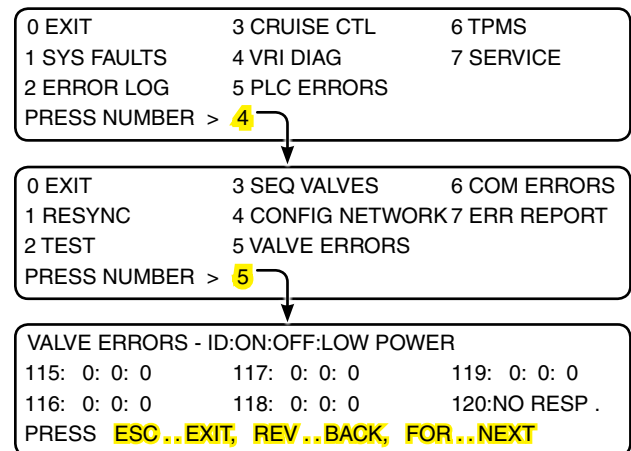 0 EXIT 3 CRUISE CTL 6 TPMS
1 SYS FAULTS 4 VRI DIAG 7 SERVICE
2 ERROR LOG 5 PLC ERRORS
PRESS NUMBER > 4
0 EXIT 3 SEQ VALVES 6 COM ERRORS
1 RESYNC 4 CONFIG NETWORK 7 ERR REPORT
2 TEST 5 VALVE ERRORS
PRESS NUMBER > 5
VALVE ERRORS - ID:ON:OFF:LOW POWER
115: 0: 0: 0 117: 0: 0: 0 119: 0: 0: 0
116: 0: 0: 0 118: 0: 0: 0 120:NO RESP .
PRESS ESC . . EXIT, REV . . BACK, FOR . . NEXT